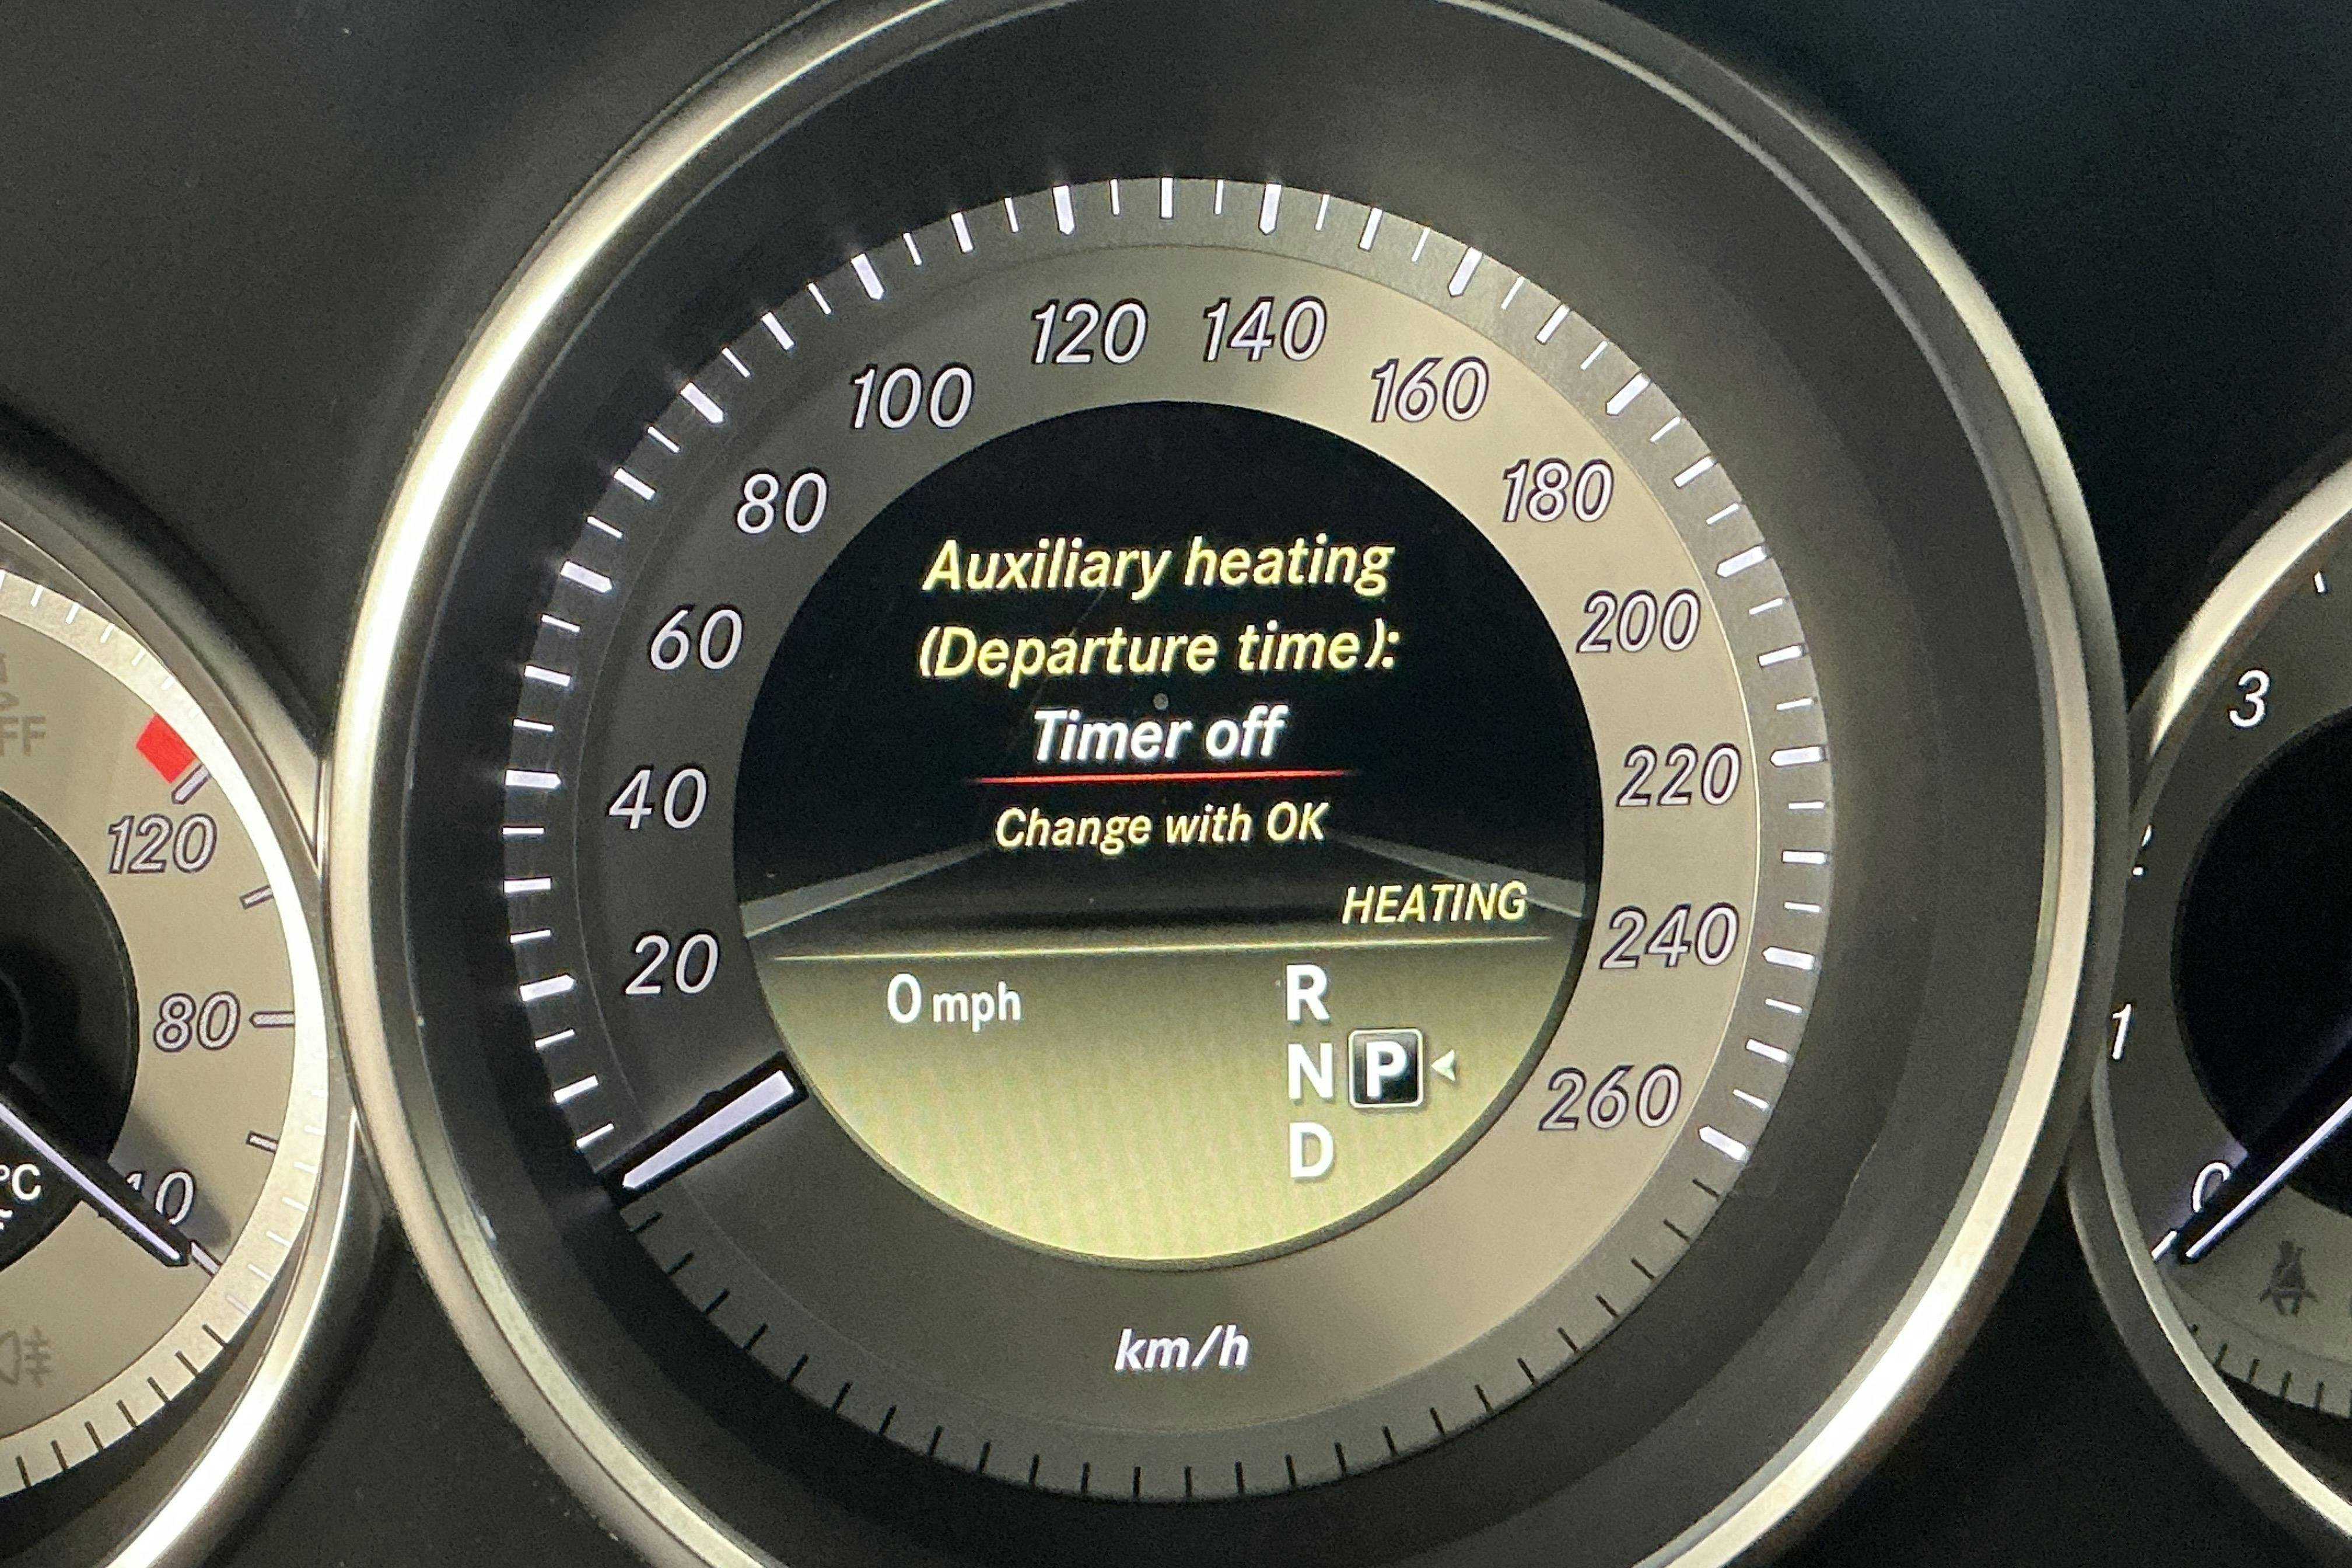 Auxiliary heating
(Departure time):
Timer off
Change with OK
HEATING
0 mph
R
N P
D
20
40
60
80
100
120
140
160
180
200
220
240
260
km/h
120
80
°C
3
1